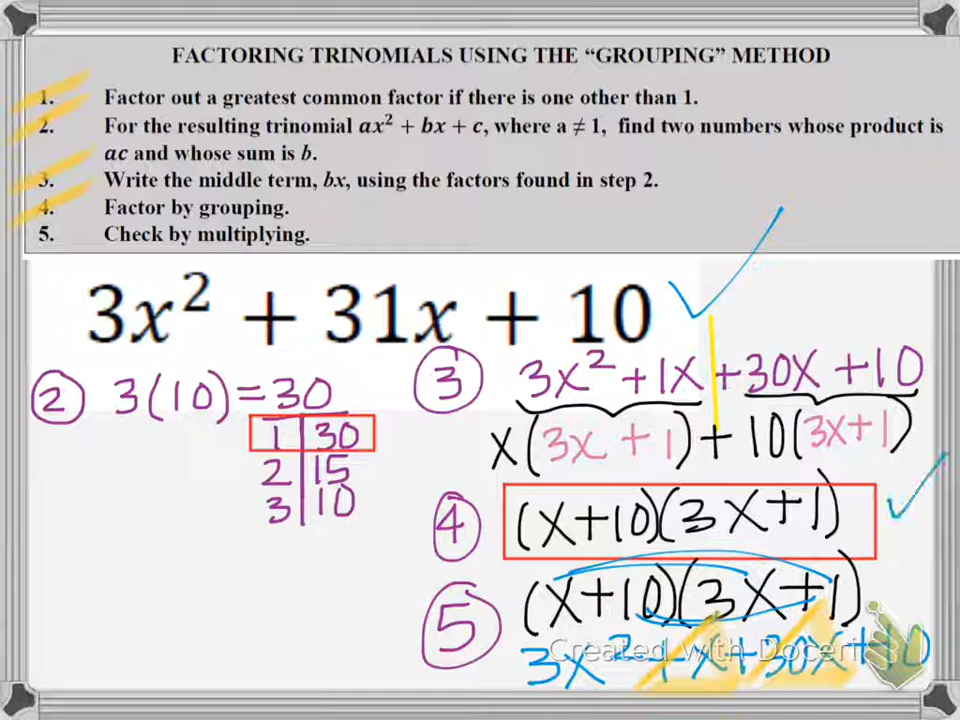 FACTORING TRINOMIALS USING THE “GROUPING” METHOD
1. Factor out a greatest common factor if there is one other than 1.
2. For the resulting trinomial ax² + bx + c, where a ≠ 1, find two numbers whose product is
ac and whose sum is b.
3. Write the middle term, bx, using the factors found in step 2.
4. Factor by grouping.
5. Check by multiplying.
3x² + 31x + 10
② 3(10)=30
1 | 30
2 | 15
3 | 10
③ 3x² + 1x + 30x + 10
x(3x + 1) + 10(3x+1)
④ (x+10)(3x+1)
⑤ (x+10)(3x+1)
Created with Doceri
3x² + x + 30x + 10